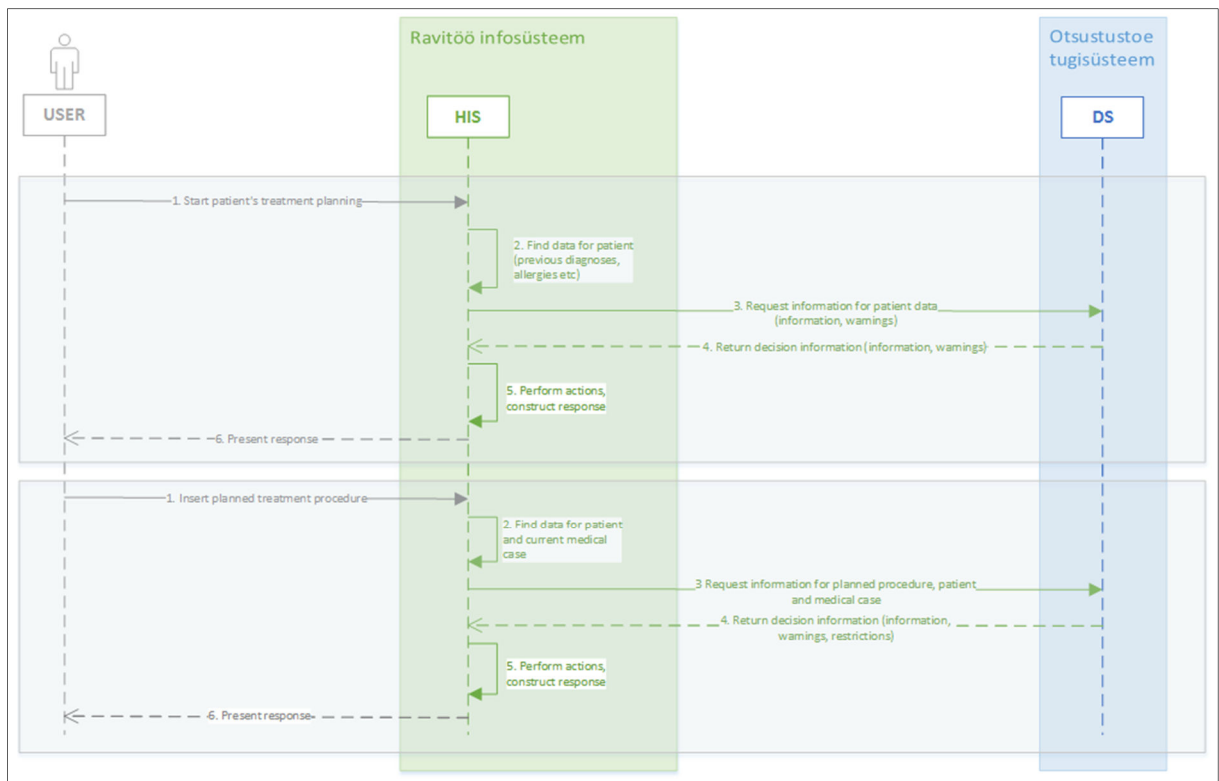 Ravitöö infosüsteem
Otsustustoe
tugisüsteem
USER
HIS
DS
1. Start patient's treatment planning
2. Find data for patient
(previous diagnoses,
allergies etc)
3. Request information for patient data
(information, warnings)
4. Return decision information (information, warnings)
5. Perform actions,
construct response
6. Present response
1. Insert planned treatment procedure
2. Find data for patient
and current medical
case
3 Request information for planned procedure, patient
and medical case
4. Return decision information (information,
warnings, restrictions)
5. Perform actions,
construct response
6. Present response